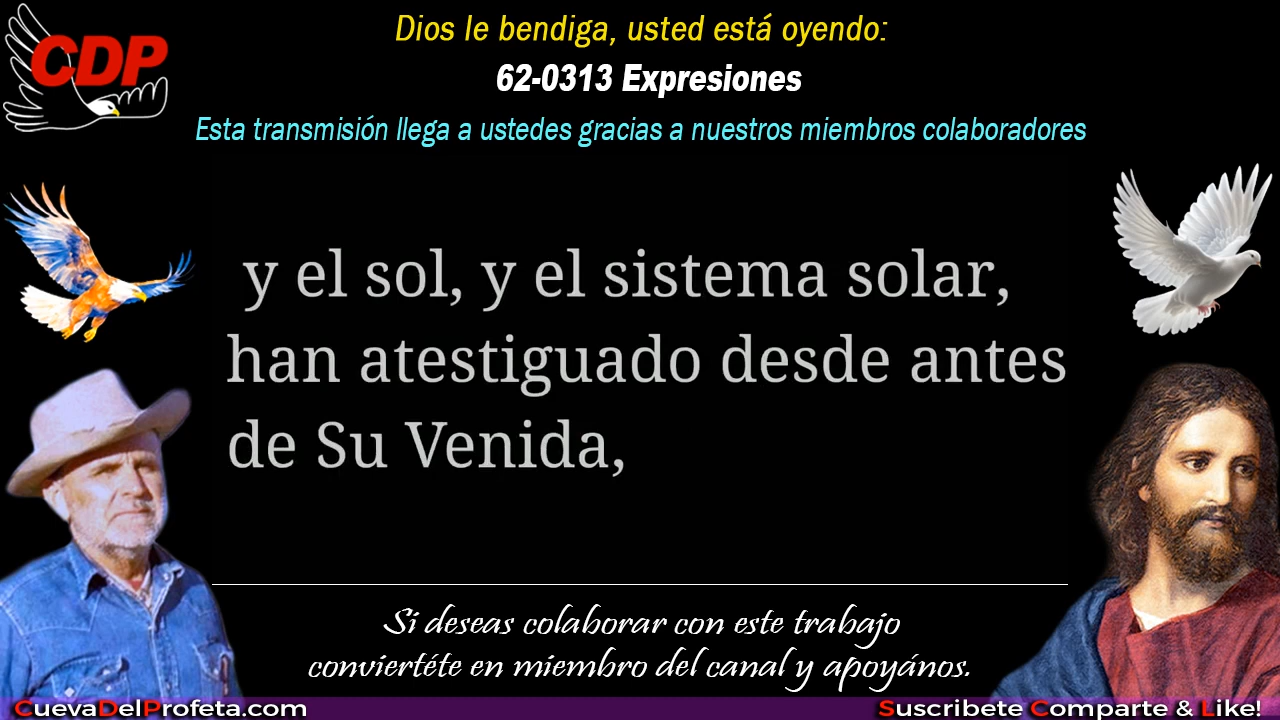 CDP
Dios le bendiga, usted está oyendo:
62-0313 Expresiones
Esta transmisión llega a ustedes gracias a nuestros miembros colaboradores
y el sol, y el sistema solar,
han atestiguado desde antes
de Su Venida,
Si deseas colaborar con este trabajo
conviertéte en miembro del canal y apoyános.
CuevaDelProfeta.com
Suscribete Comparte & Like!